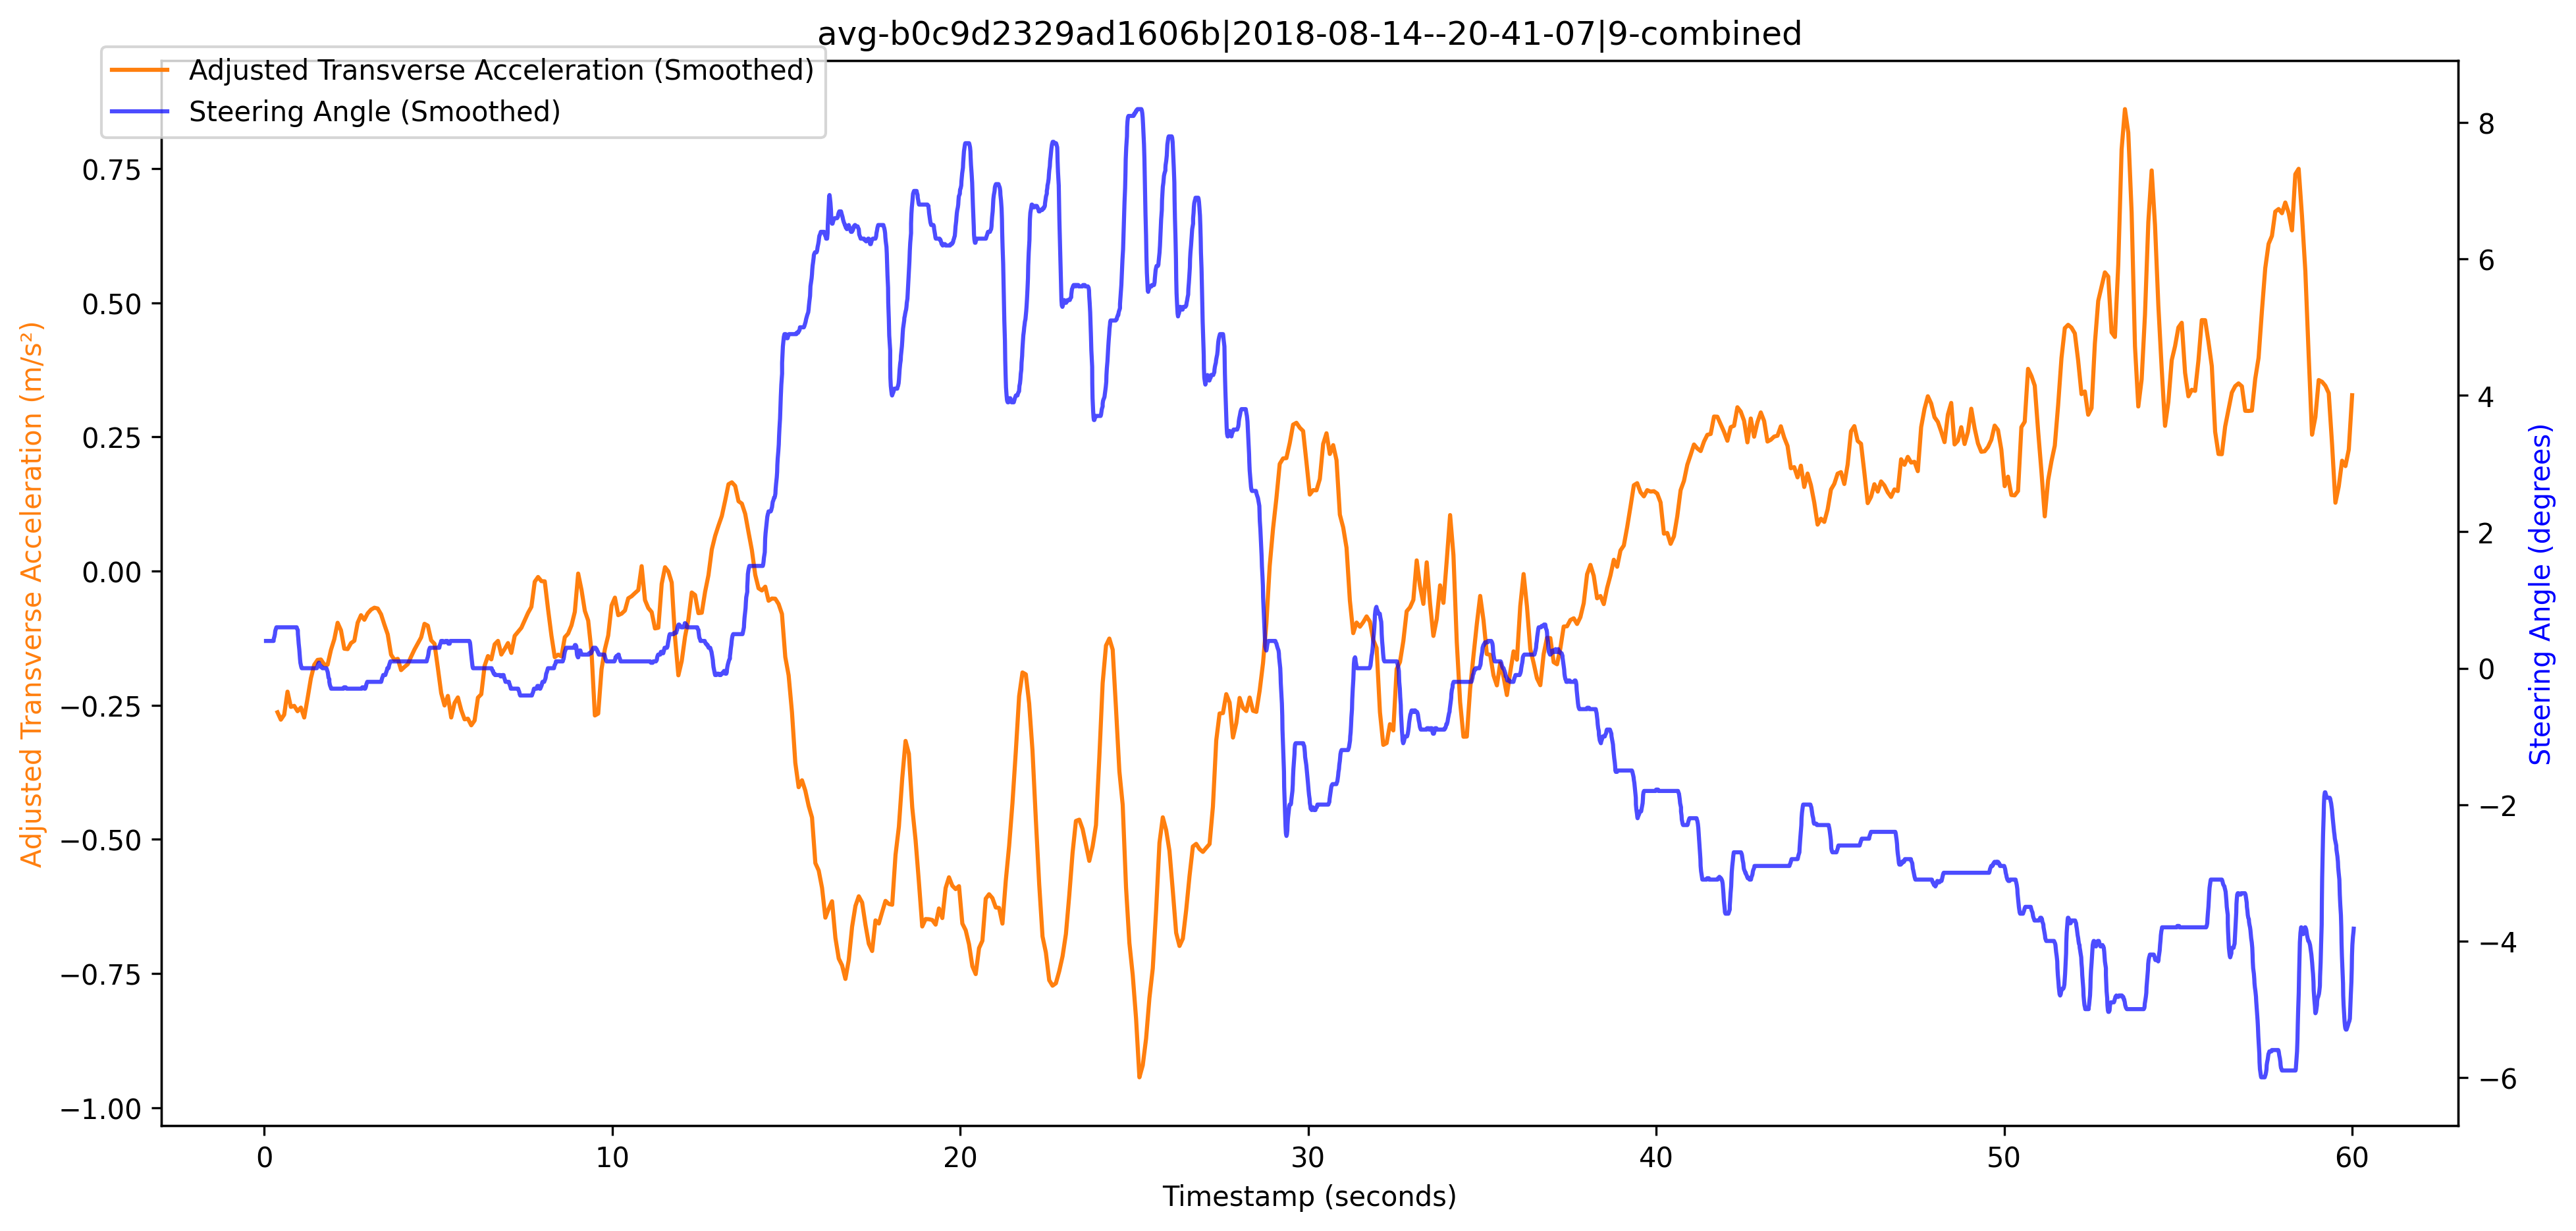 avg-b0c9d2329ad1606b|2018-08-14--20-41-07|9-combined
Adjusted Transverse Acceleration (Smoothed)
Steering Angle (Smoothed)
Adjusted Transverse Acceleration (m/s²)
0.75
0.50
0.25
0.00
−0.25
−0.50
−0.75
−1.00
8
6
4
2
0
−2
−4
−6
Steering Angle (degrees)
0 10 20 30 40 50 60
Timestamp (seconds)